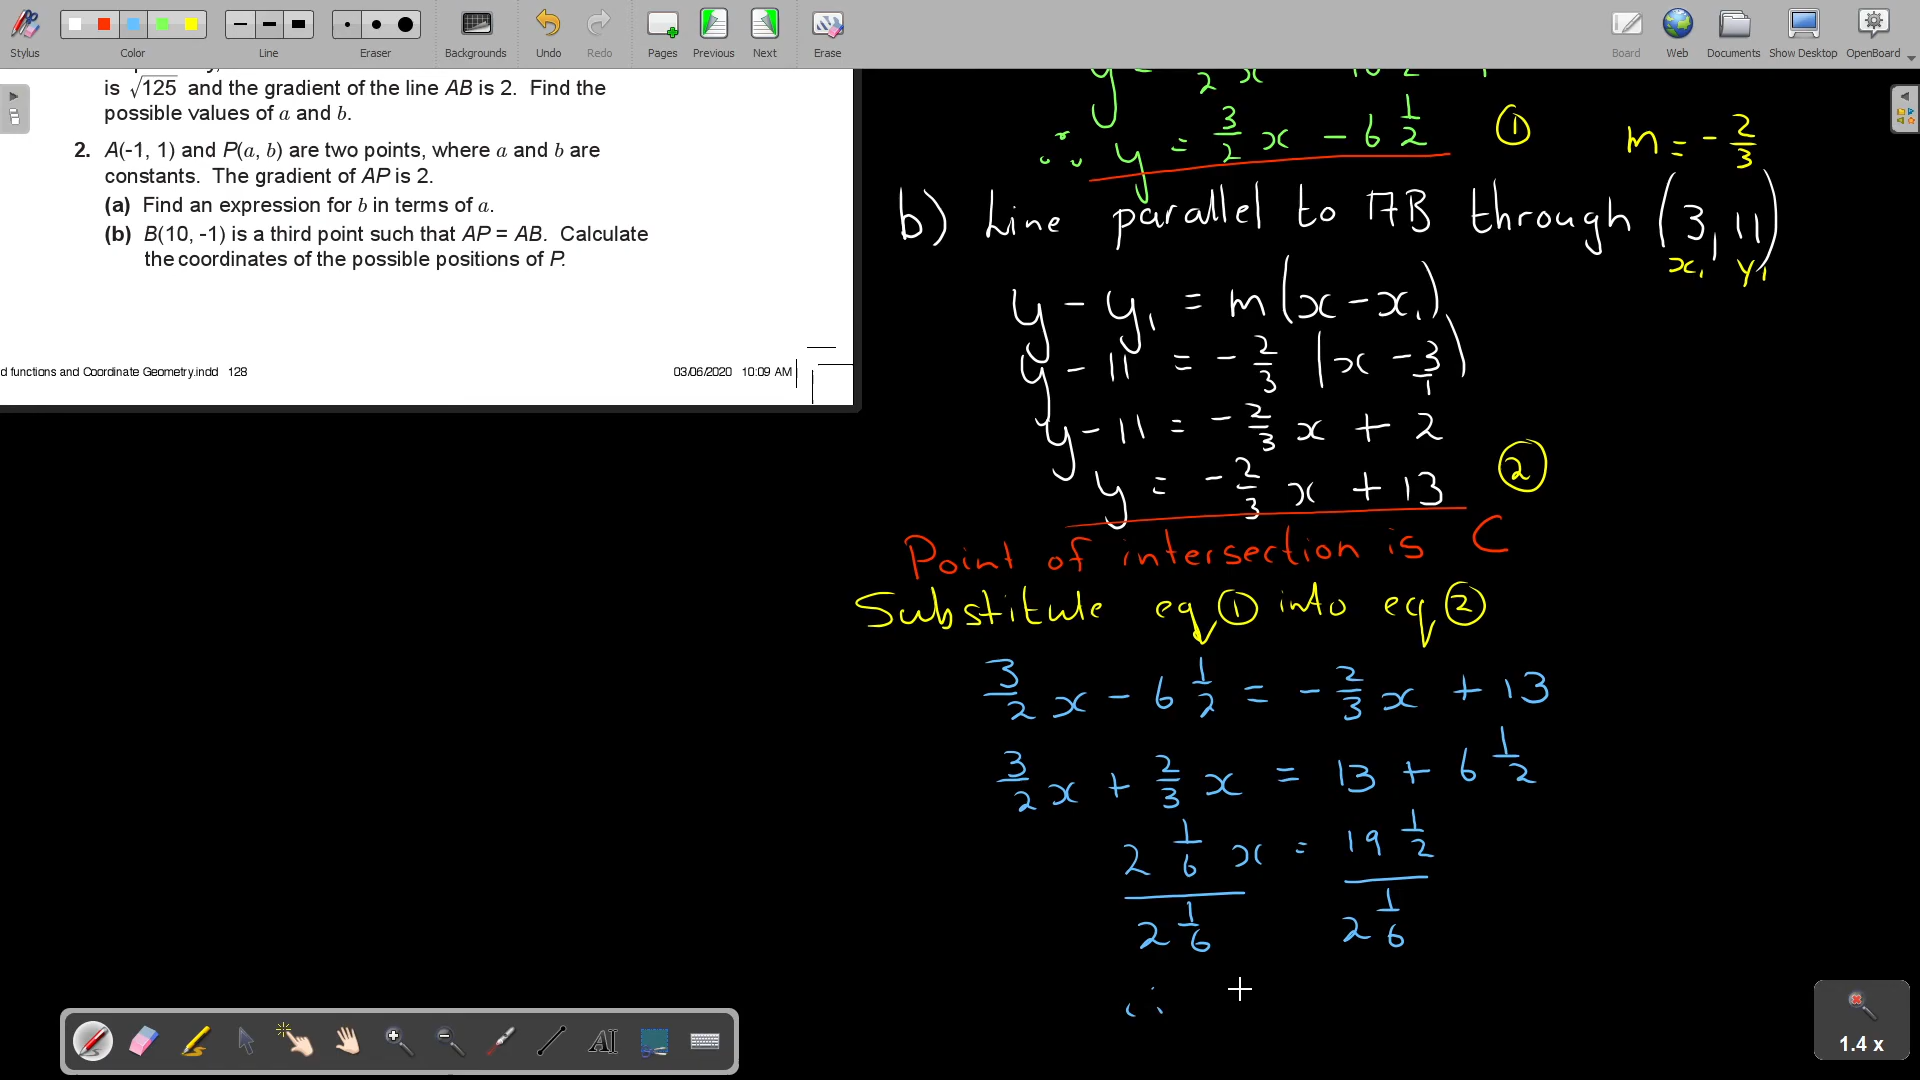 Stylus
Color
Line
Eraser
Backgrounds
Undo
Redo
Pages
Previous
Next
Erase
Board
Web
Documents
Show Desktop
OpenBoard
is √125 and the gradient of the line AB is 2. Find the
possible values of a and b.
2. A(-1, 1) and P(a, b) are two points, where a and b are
constants. The gradient of AP is 2.
(a) Find an expression for b in terms of a.
(b) B(10, -1) is a third point such that AP = AB. Calculate
the coordinates of the possible positions of P.
d functions and Coordinate Geometry.indd 128
03/06/2020 10:09 AM
∴ y = 3/2 x - 6 1/2 ①
m = - 2/3
b) Line parallel to AB through (3, 11)
x₁ y₁
y - y₁ = m(x - x₁)
y - 11 = - 2/3 (x - 3/1)
y - 11 = - 2/3 x + 2
y = - 2/3 x + 13 ②
Point of intersection is C
Substitute eq ① into eq ②
3/2 x - 6 1/2 = - 2/3 x + 13
3/2 x + 2/3 x = 13 + 6 1/2
2 1/6 x = 19 1/2
2 1/6 2 1/6
∴
1.4 x